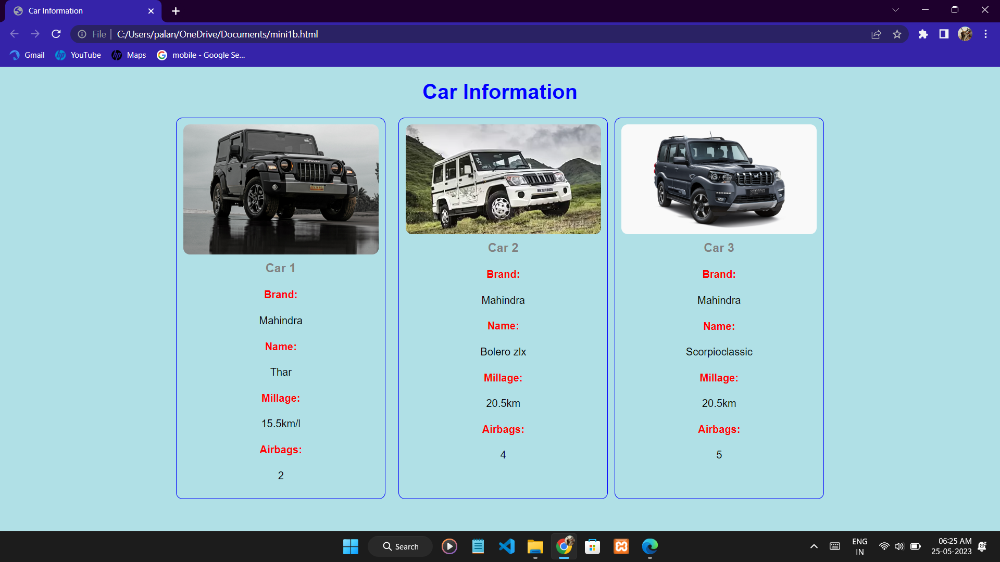 Car Information
File
C:/Users/palan/OneDrive/Documents/mini1b.html
Gmail
YouTube
Maps
mobile - Google Se...
Car Information
mahindra
Car 1
Brand:
Mahindra
Name:
Thar
Millage:
15.5km/l
Airbags:
2
Car 2
Brand:
Mahindra
Name:
Bolero zlx
Millage:
20.5km
Airbags:
4
SCORPIO
Car 3
Brand:
Mahindra
Name:
Scorpioclassic
Millage:
20.5km
Airbags:
5
Search
ENG
IN
06:25 AM
25-05-2023